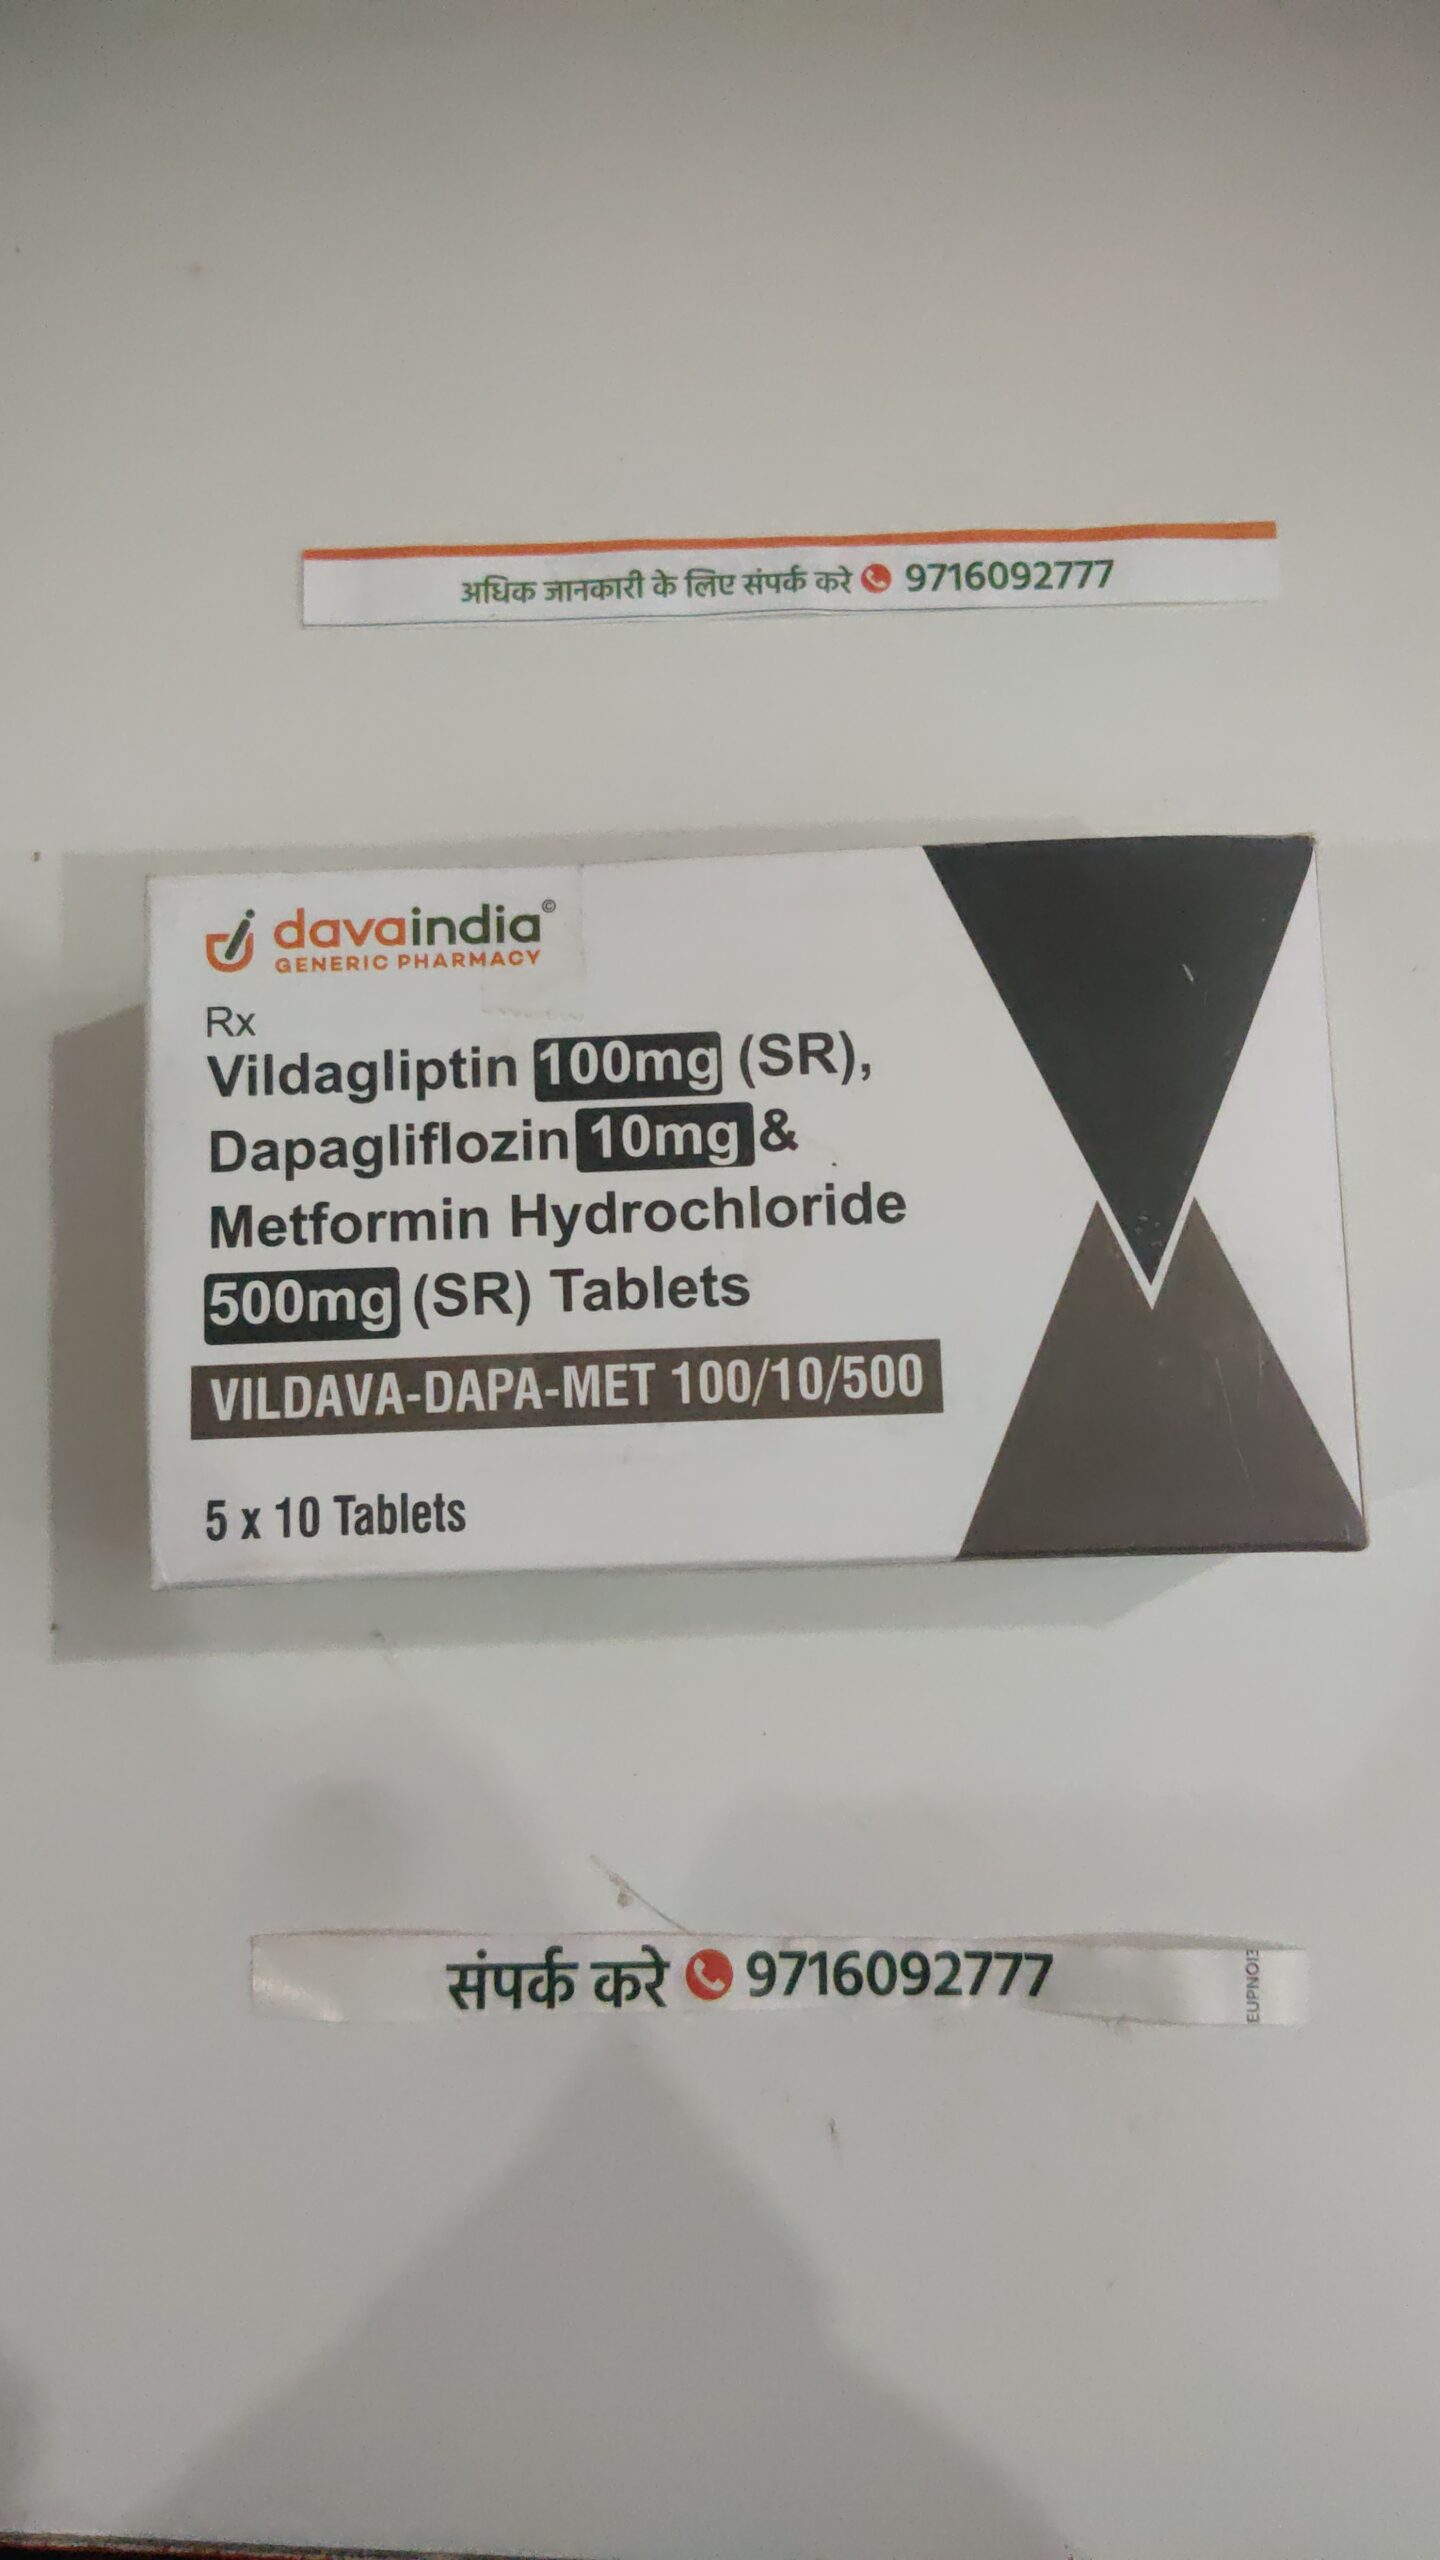 अधिक जानकारी के लिए संपर्क करे 9716092777
davaindia©
GENERIC PHARMACY
Rx
Vildagliptin 100mg (SR),
Dapagliflozin 10mg &
Metformin Hydrochloride
500mg (SR) Tablets
VILDAVA-DAPA-MET 100/10/500
5 x 10 Tablets
संपर्क करे 9716092777